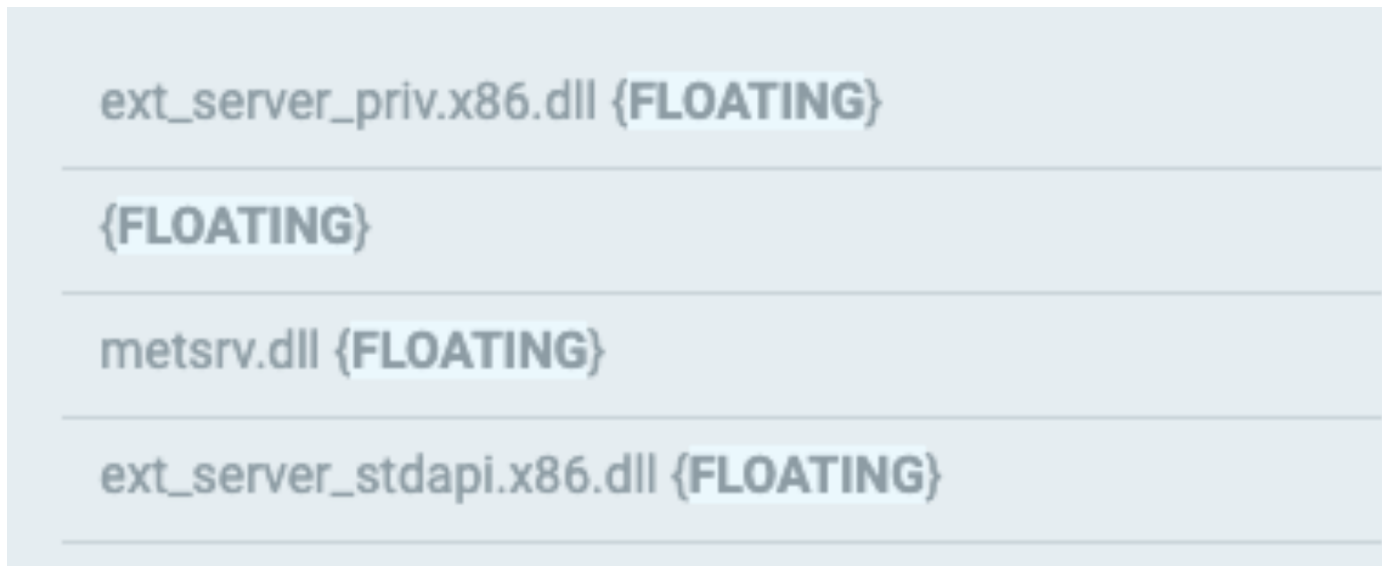 ext_server_priv.x86.dll {FLOATING}
{FLOATING}
metsrv.dll {FLOATING}
ext_server_stdapi.x86.dll {FLOATING}